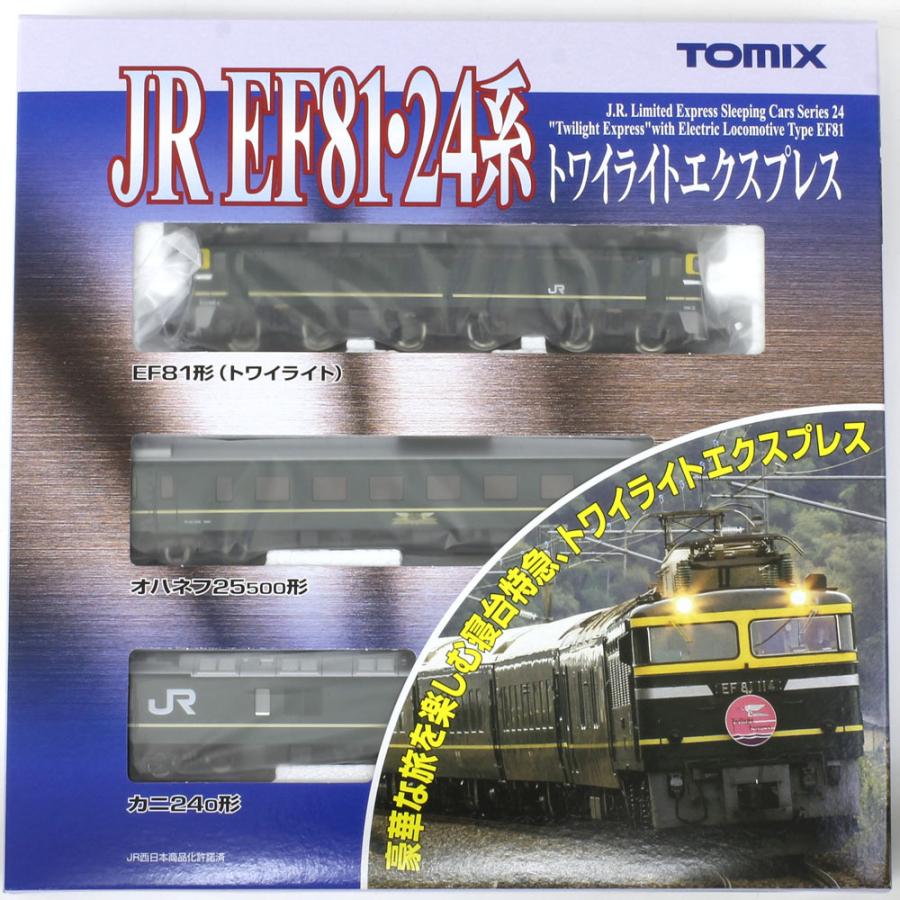 TOMIX
JR EF81・24系
J.R. Limited Express Sleeping Cars Series 24
"Twilight Express" with Electric Locomotive Type EF81
トワイライトエクスプレス
JR
EF81形(トワイライト)
オハネフ25500形
JR
カニ240形
豪華な旅を楽しむ寝台特急、トワイライトエクスプレス
EF 81 114
JR西日本商品化許諾済